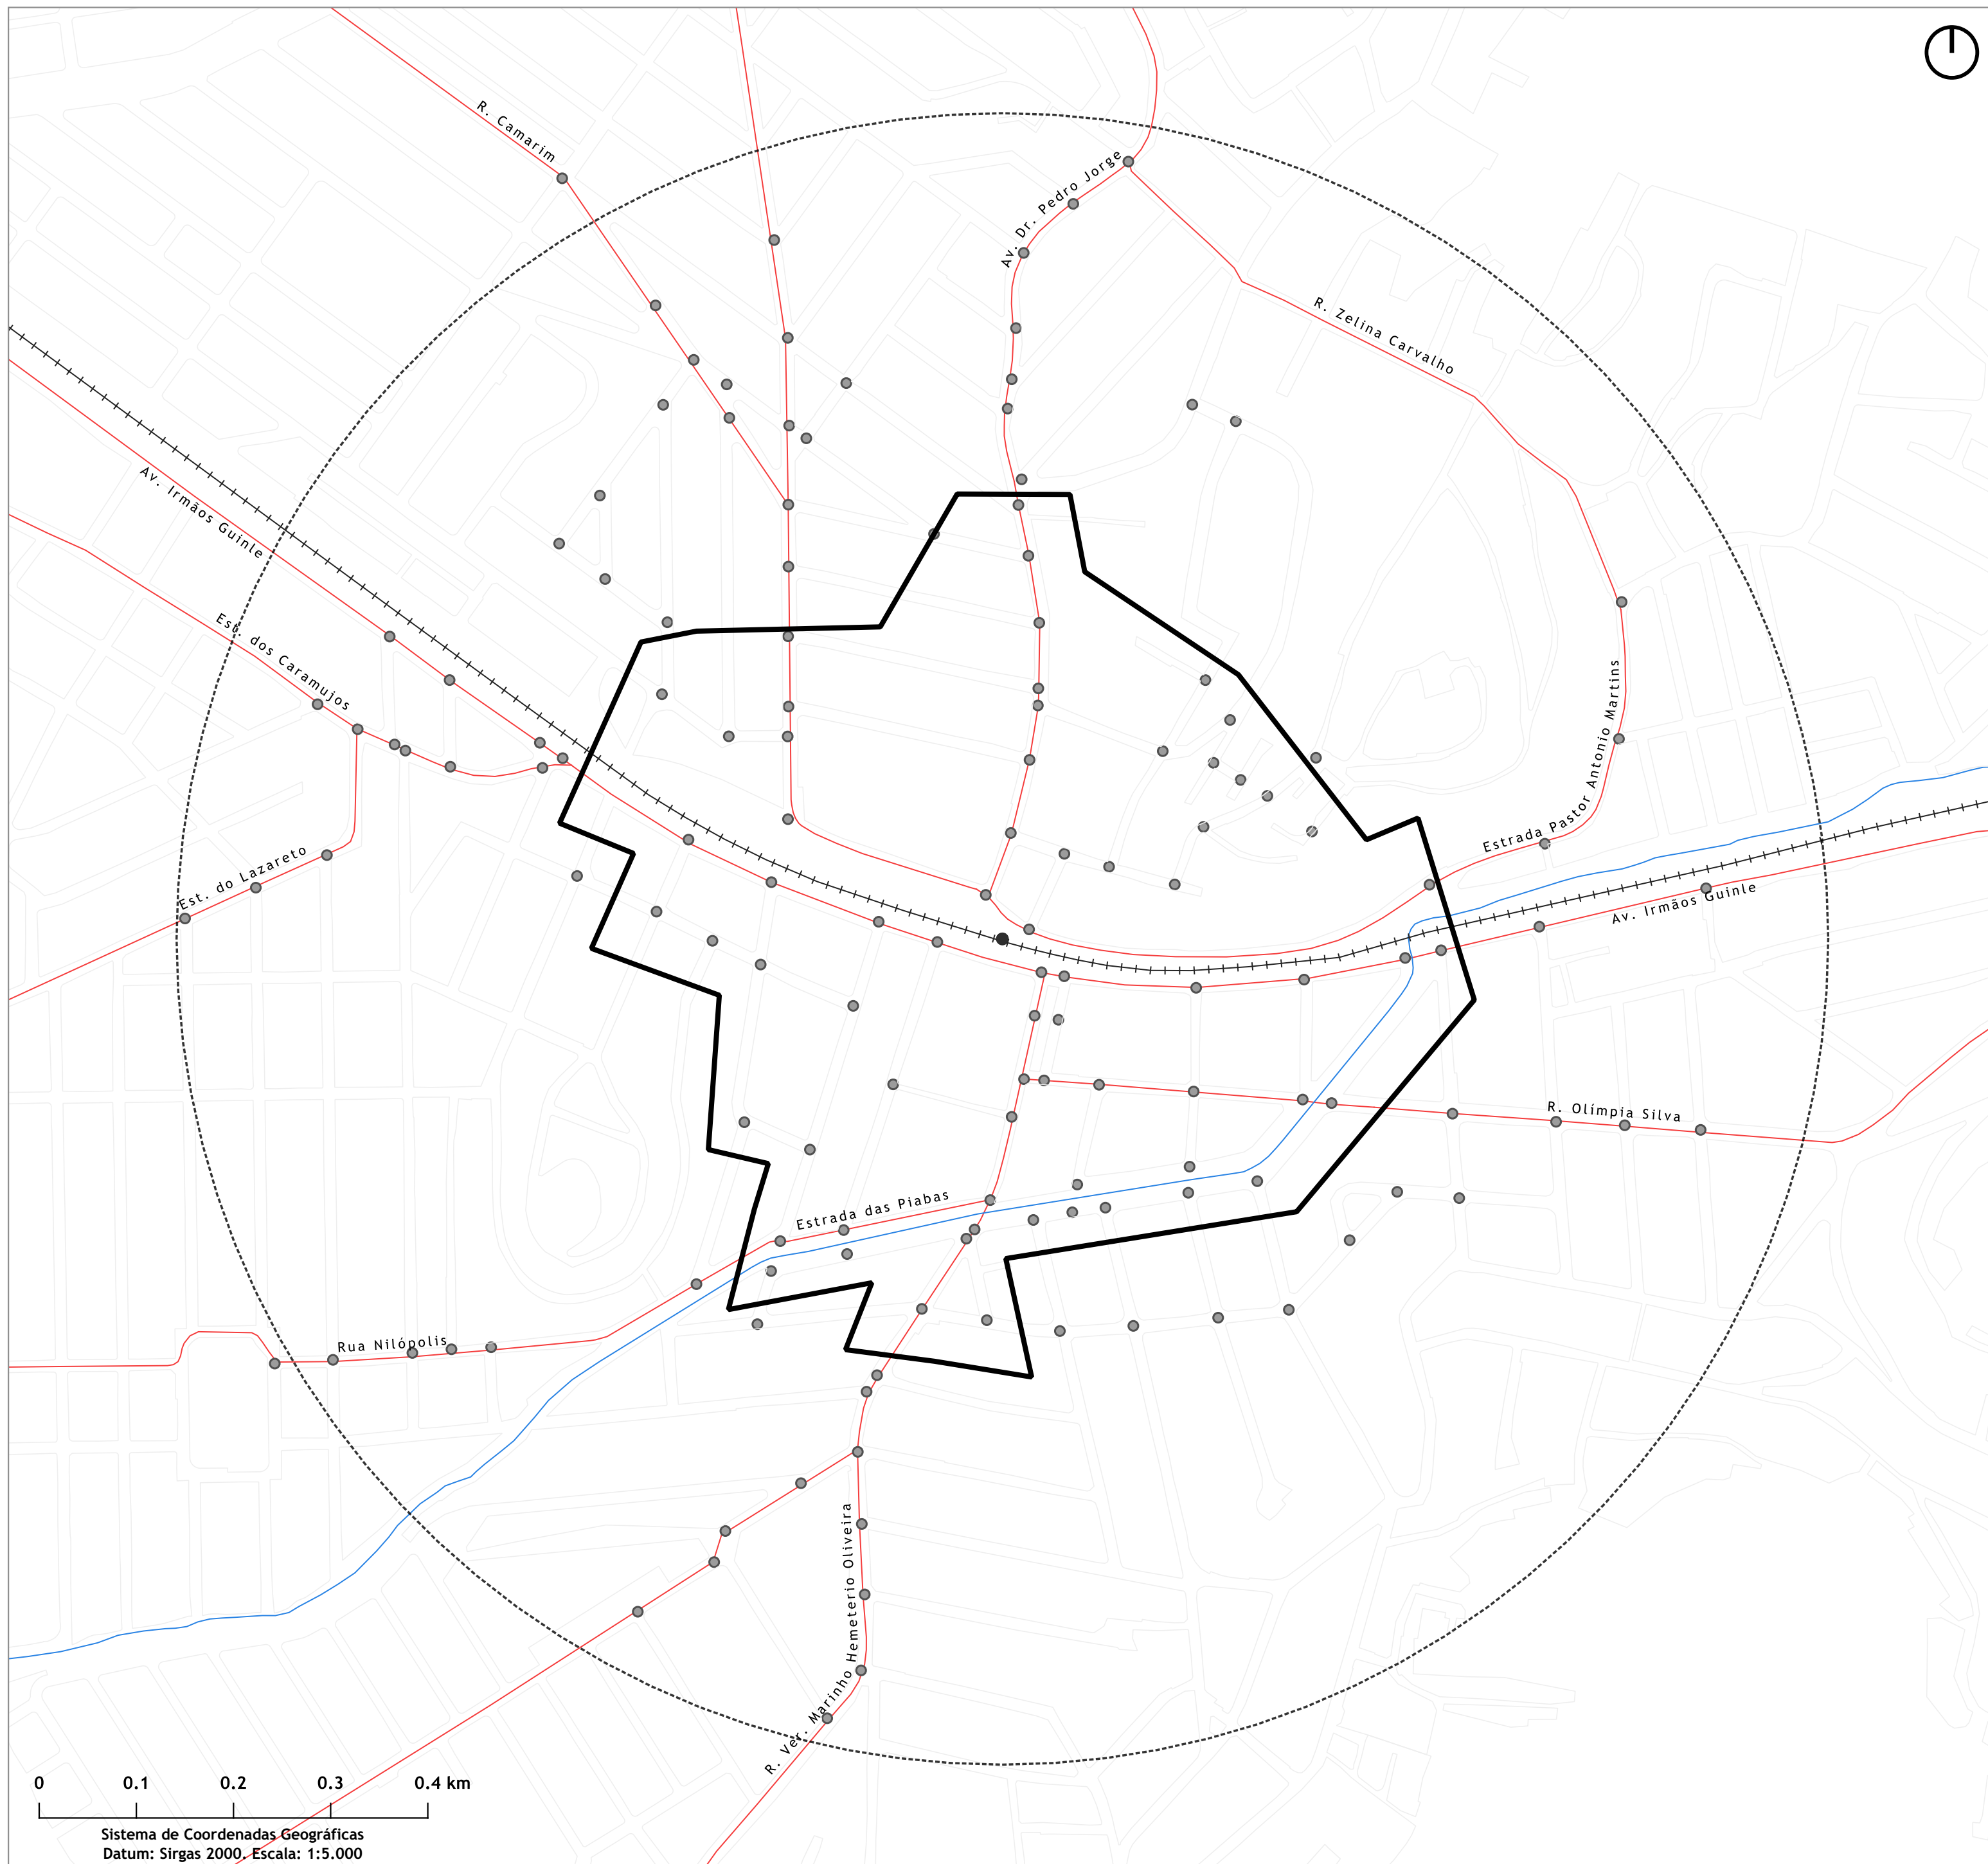 R. Camarim
Av. Dr. Pedro Jorge
R. Zelina Carvalho
Av. Irmãos Guinle
Est. dos Caramujos
Estrada Pastor Antonio Martins
Est. do Lazareto
Av. Irmãos Guinle
R. Olímpia Silva
Estrada das Piabas
Rua Nilópolis
R. Ver. Marinho Hemeterio Oliveira
0 0.1 0.2 0.3 0.4 km
Sistema de Coordenadas Geográficas
Datum: Sirgas 2000. Escala: 1:5.000